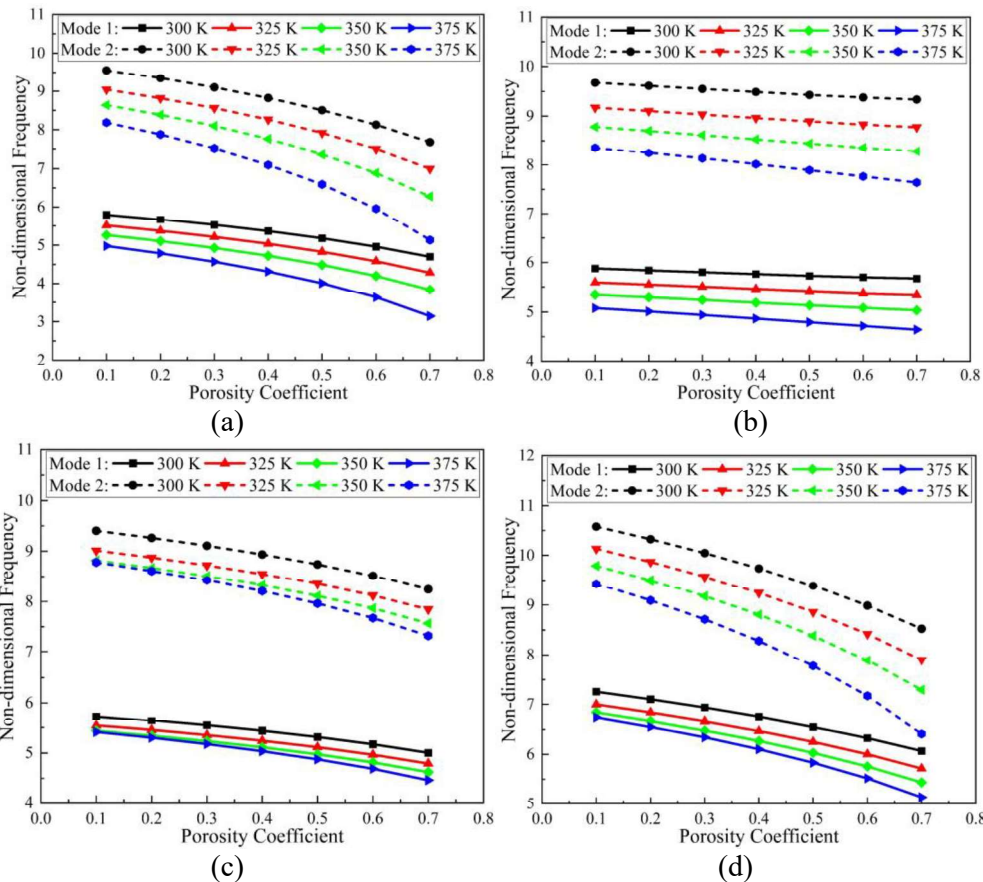 Mode 1: 300 K 325 K 350 K 375 K
Mode 2: 300 K 325 K 350 K 375 K
Non-dimensional Frequency
11
10
9
8
7
6
5
4
3
2
0.0 0.1 0.2 0.3 0.4 0.5 0.6 0.7 0.8
Porosity Coefficient
(a)
Mode 1: 300 K 325 K 350 K 375 K
Mode 2: 300 K 325 K 350 K 375 K
Non-dimensional Frequency
11
10
9
8
7
6
5
4
0.0 0.1 0.2 0.3 0.4 0.5 0.6 0.7 0.8
Porosity Coefficient
(b)
Mode 1: 300 K 325 K 350 K 375 K
Mode 2: 300 K 325 K 350 K 375 K
Non-dimensional Frequency
11
10
9
8
7
6
5
4
0.0 0.1 0.2 0.3 0.4 0.5 0.6 0.7 0.8
Porosity Coefficient
(c)
Mode 1: 300 K 325 K 350 K 375 K
Mode 2: 300 K 325 K 350 K 375 K
Non-dimensional Frequency
12
11
10
9
8
7
6
5
0.0 0.1 0.2 0.3 0.4 0.5 0.6 0.7 0.8
Porosity Coefficient
(d)